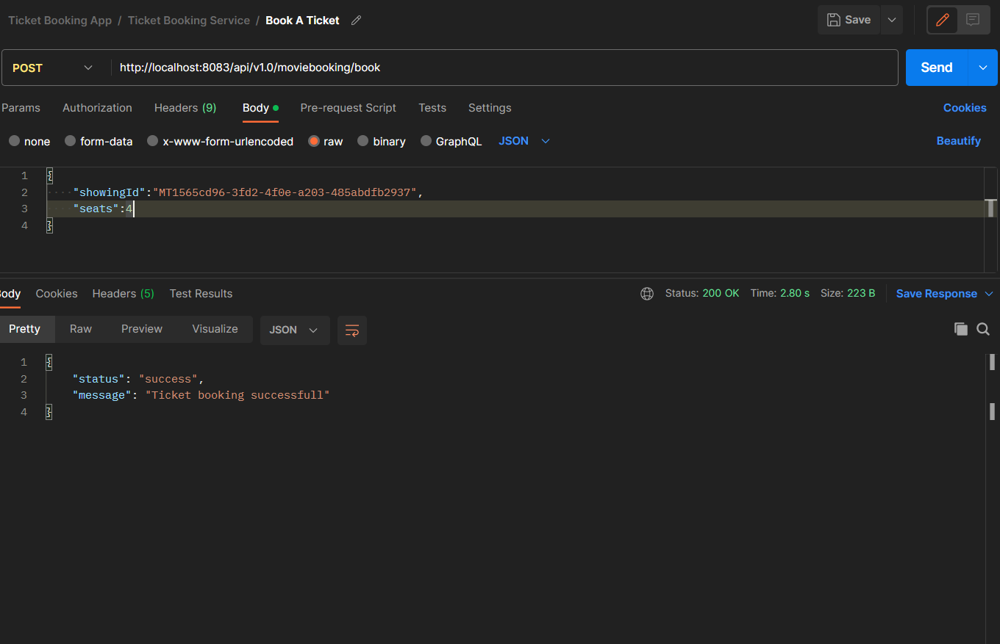 Ticket Booking App / Ticket Booking Service / Book A Ticket
Save
POST http://localhost:8083/api/v1.0/moviebooking/book Send
Params Authorization Headers (9) Body Pre-request Script Tests Settings Cookies
none form-data x-www-form-urlencoded raw binary GraphQL JSON Beautify
1 {
2 "showingId":"MT1565cd96-3fd2-4f0e-a203-485abdfb2937",
3 "seats":4
4 }
Body Cookies Headers (5) Test Results Status: 200 OK Time: 2.80 s Size: 223 B Save Response
Pretty Raw Preview Visualize JSON
1 {
2 "status": "success",
3 "message": "Ticket booking successfull"
4 }